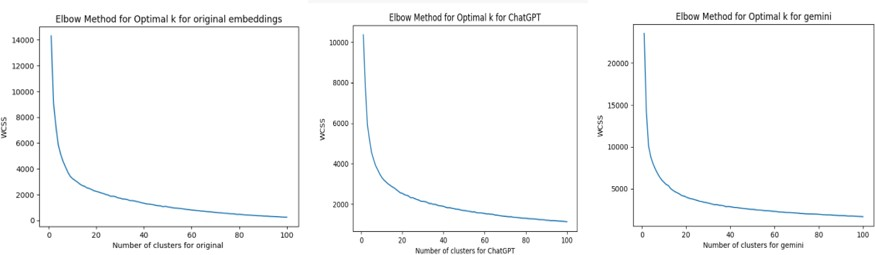 Elbow Method for Optimal k for original embeddings
14000
12000
10000
8000
6000
4000
2000
0
WCSS
0 20 40 60 80 100
Number of clusters for original
Elbow Method for Optimal k for ChatGPT
10000
8000
6000
4000
2000
WCSS
0 20 40 60 80 100
Number of clusters for ChatGPT
Elbow Method for Optimal k for gemini
20000
15000
10000
5000
WCSS
0 20 40 60 80 100
Number of clusters for gemini